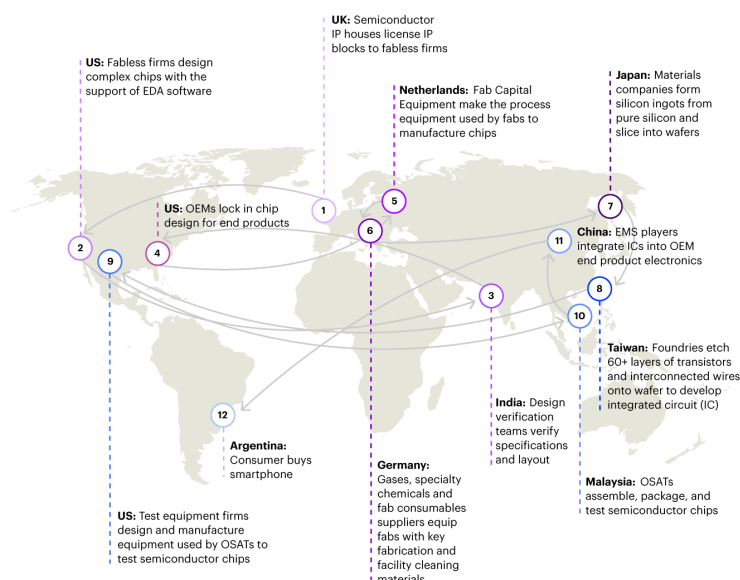 UK: Semiconductor
IP houses license IP
blocks to fabless firms
US: Fabless firms design
complex chips with the
support of EDA software
Netherlands: Fab Capital
Equipment make the process
equipment used by fabs to
manufacture chips
Japan: Materials
companies form
silicon ingots from
pure silicon and
slice into wafers
US: OEMs lock in chip
design for end products
1
5
7
2
9
4
6
11
China: EMS players
integrate ICs into OEM
end product electronics
3
8
10
Taiwan: Foundries etch
60+ layers of transistors
and interconnected wires
onto wafer to develop
integrated circuit (IC)
12
Argentina:
Consumer buys
smartphone
India: Design
verification
teams verify
specifications
and layout
Germany:
Gases, specialty
chemicals and
fab consumables
suppliers equip
fabs with key
fabrication and
facility cleaning
materials
Malaysia: OSATs
assemble, package, and
test semiconductor chips
US: Test equipment firms
design and manufacture
equipment used by OSATs to
test semiconductor chips